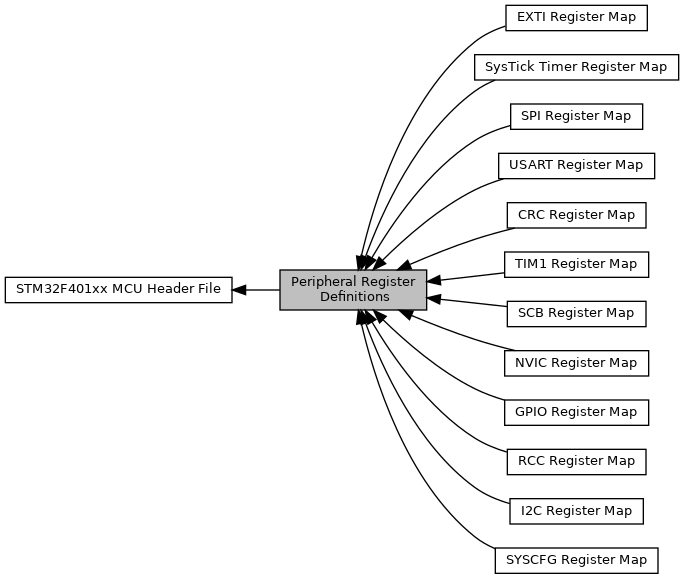 EXTI Register Map
SysTick Timer Register Map
SPI Register Map
USART Register Map
CRC Register Map
TIM1 Register Map
STM32F401xx MCU Header File
Peripheral Register
Definitions
SCB Register Map
NVIC Register Map
GPIO Register Map
RCC Register Map
I2C Register Map
SYSCFG Register Map